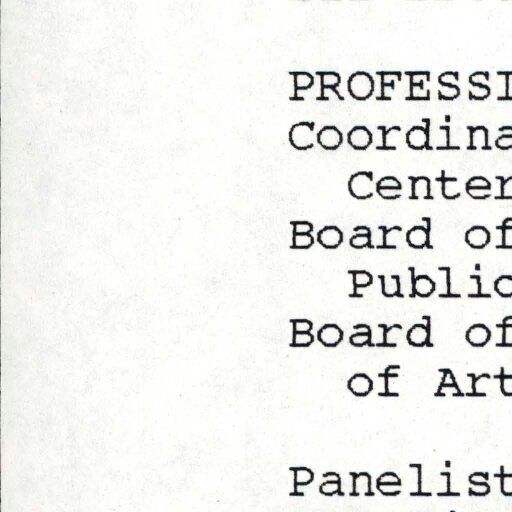 PROFESSI
Coordina
Center
Board of
Public
Board of
of Art
Panelist